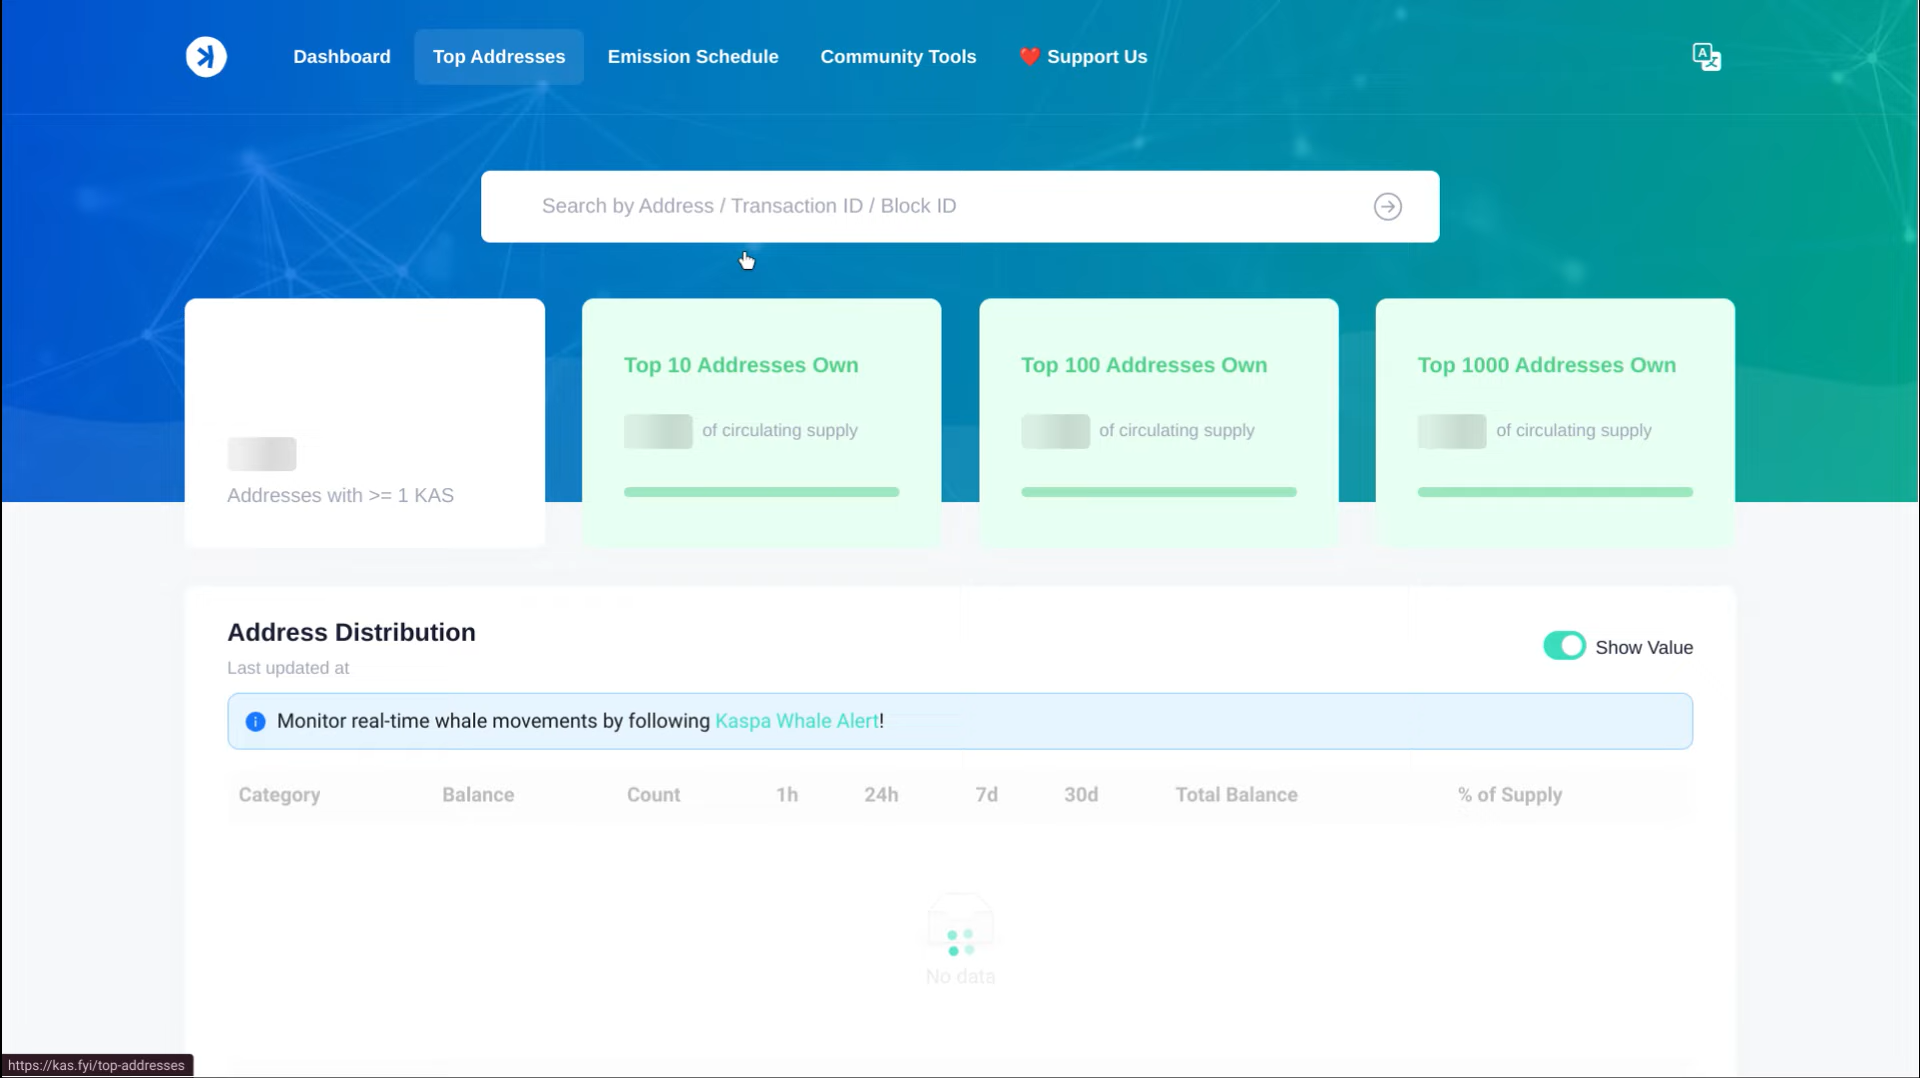 Dashboard
Top Addresses
Emission Schedule
Community Tools
❤️ Support Us
Search by Address / Transaction ID / Block ID
Addresses with >= 1 KAS
Top 10 Addresses Own
of circulating supply
Top 100 Addresses Own
of circulating supply
Top 1000 Addresses Own
of circulating supply
Address Distribution
Last updated at
Show Value
Monitor real-time whale movements by following Kaspa Whale Alert!
Category Balance Count 1h 24h 7d 30d Total Balance % of Supply
No data
https://kas.fyi/top-addresses